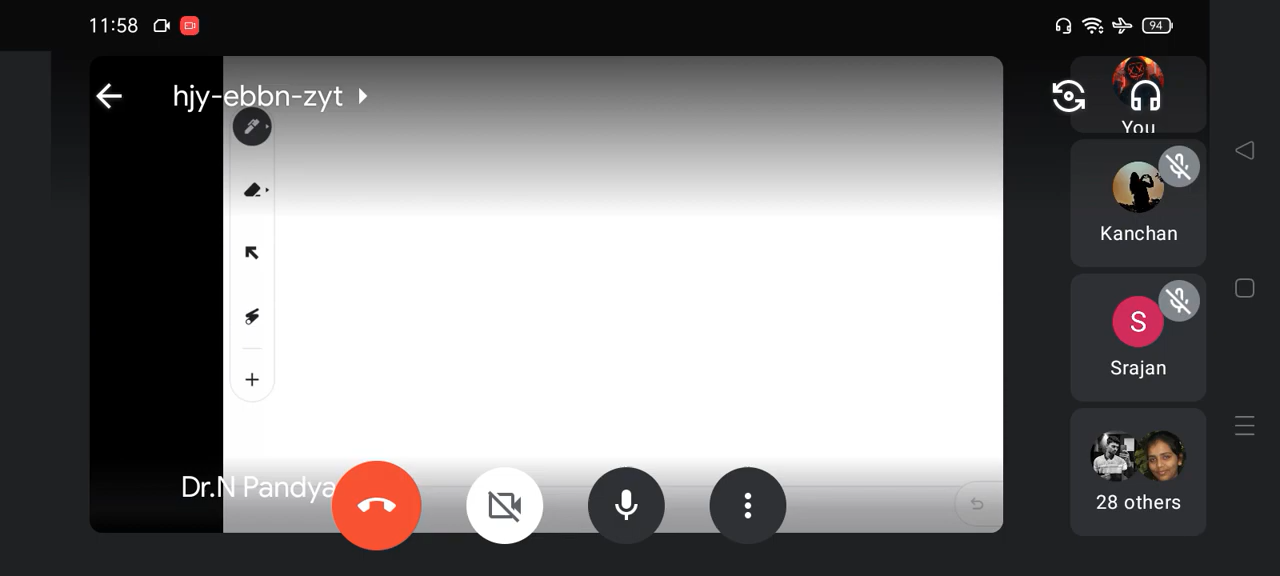 11:58
94
hjy-ebbn-zyt
You
Kanchan
S
Srajan
28 others
Dr.N Pandya